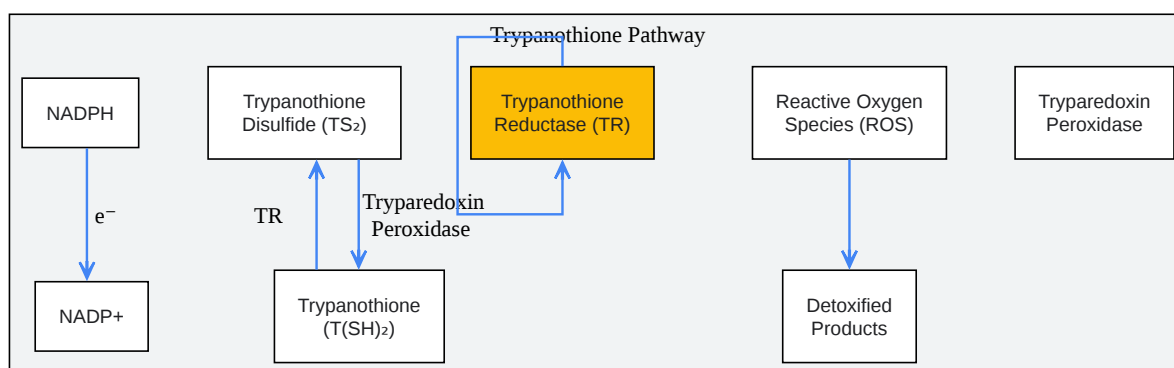 Trypanothione Pathway
NADPH
Trypanothione
Disulfide (TS₂)
Trypanothione
Reductase (TR)
Reactive Oxygen
Species (ROS)
Tryparedoxin
Peroxidase
e⁻
TR
Tryparedoxin
Peroxidase
NADP+
Trypanothione
(T(SH)₂)
Detoxified
Products